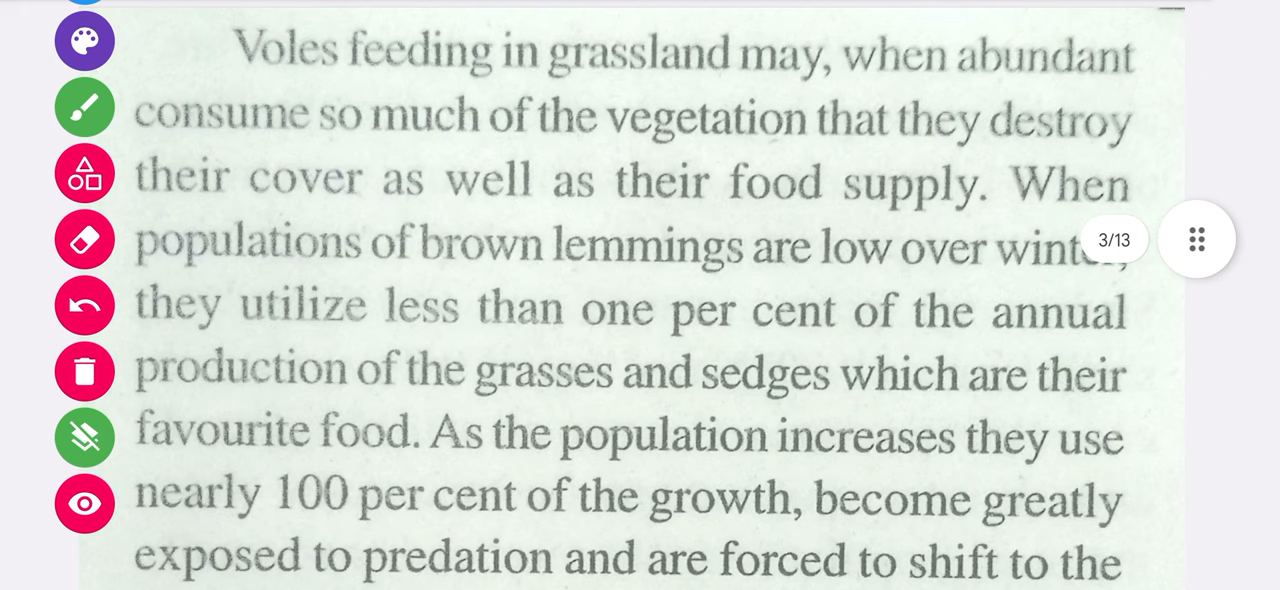 Voles feeding in grassland may, when abundant
consume so much of the vegetation that they destroy
their cover as well as their food supply. When
populations of brown lemmings are low over winter,
3/13
they utilize less than one per cent of the annual
production of the grasses and sedges which are their
favourite food. As the population increases they use
nearly 100 per cent of the growth, become greatly
exposed to predation and are forced to shift to the